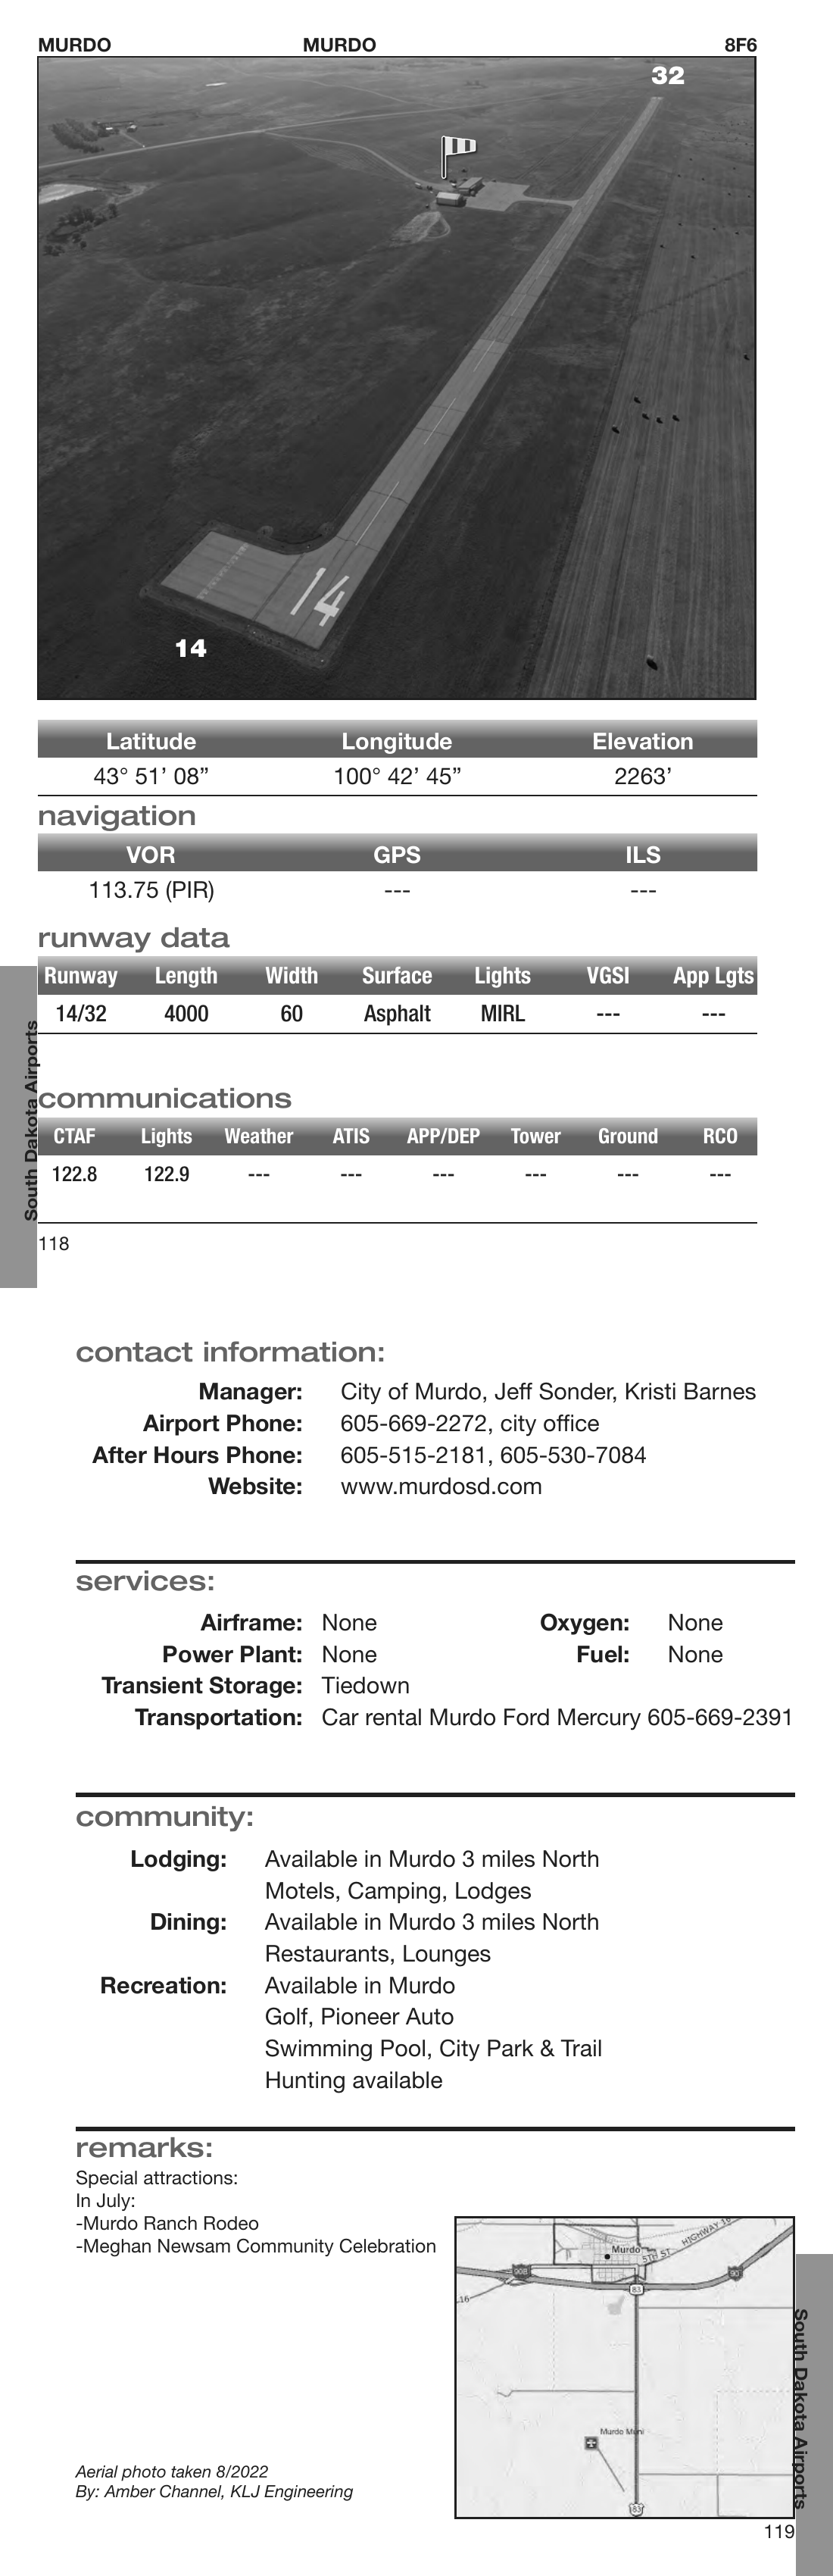 MURDO MURDO 8F6
32
14
14
Latitude Longitude Elevation
43° 51’ 08” 100° 42’ 45” 2263’
navigation
VOR GPS ILS
113.75 (PIR) --- ---
runway data
Runway Length Width Surface Lights VGSI App Lgts
14/32 4000 60 Asphalt MIRL --- ---
South Dakota Airports
communications
CTAF Lights Weather ATIS APP/DEP Tower Ground RCO
122.8 122.9 --- --- --- --- --- ---
118
contact information:
Manager: City of Murdo, Jeff Sonder, Kristi Barnes
Airport Phone: 605-669-2272, city office
After Hours Phone: 605-515-2181, 605-530-7084
Website: www.murdosd.com
services:
Airframe: None Oxygen: None
Power Plant: None Fuel: None
Transient Storage: Tiedown
Transportation: Car rental Murdo Ford Mercury 605-669-2391
community:
Lodging: Available in Murdo 3 miles North
Motels, Camping, Lodges
Dining: Available in Murdo 3 miles North
Restaurants, Lounges
Recreation: Available in Murdo
Golf, Pioneer Auto
Swimming Pool, City Park & Trail
Hunting available
remarks:
Special attractions:
In July:
-Murdo Ranch Rodeo
-Meghan Newsam Community Celebration
HIGHWAY 16
Murdo
5TH ST
90B
90
83
16
Murdo Muni
83
South Dakota Airports
Aerial photo taken 8/2022
By: Amber Channel, KLJ Engineering
119